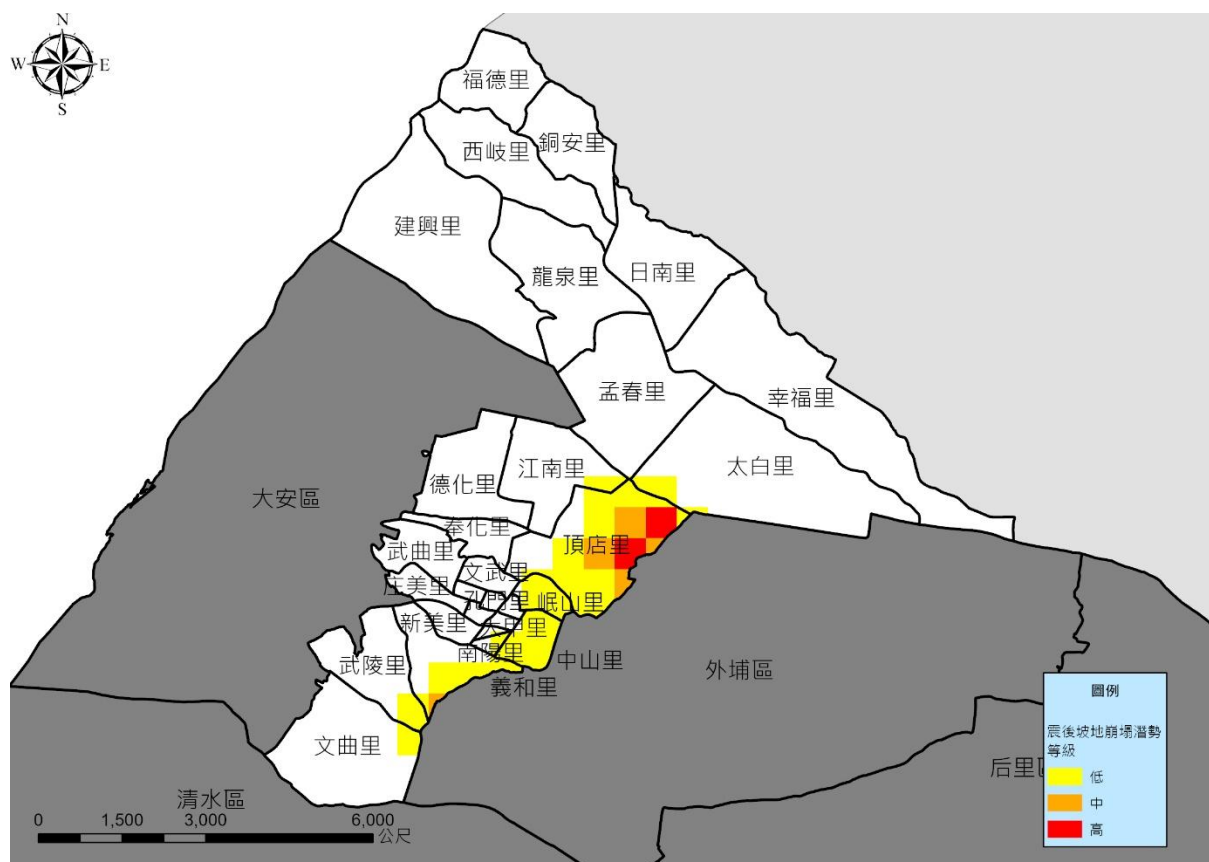 N
W E
S
福德里
銅安里
西岐里
建興里
龍泉里
日南里
孟春里
幸福里
太白里
江南里
德化里
大安區
奉化里
頂店里
武曲里
文武里
庄美里
孔門里
岷山里
新美里
大甲里
南陽里
中山里
武陵里
外埔區
義和里
文曲里
后里區
清水區
圖例
震後坡地崩塌潛勢
等級
低
中
高
0 1,500 3,000 6,000
公尺